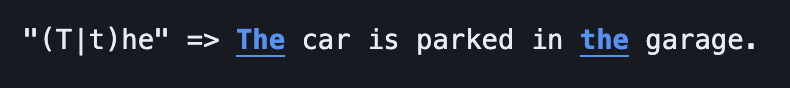 "(T|t)he" => The car is parked in the garage.